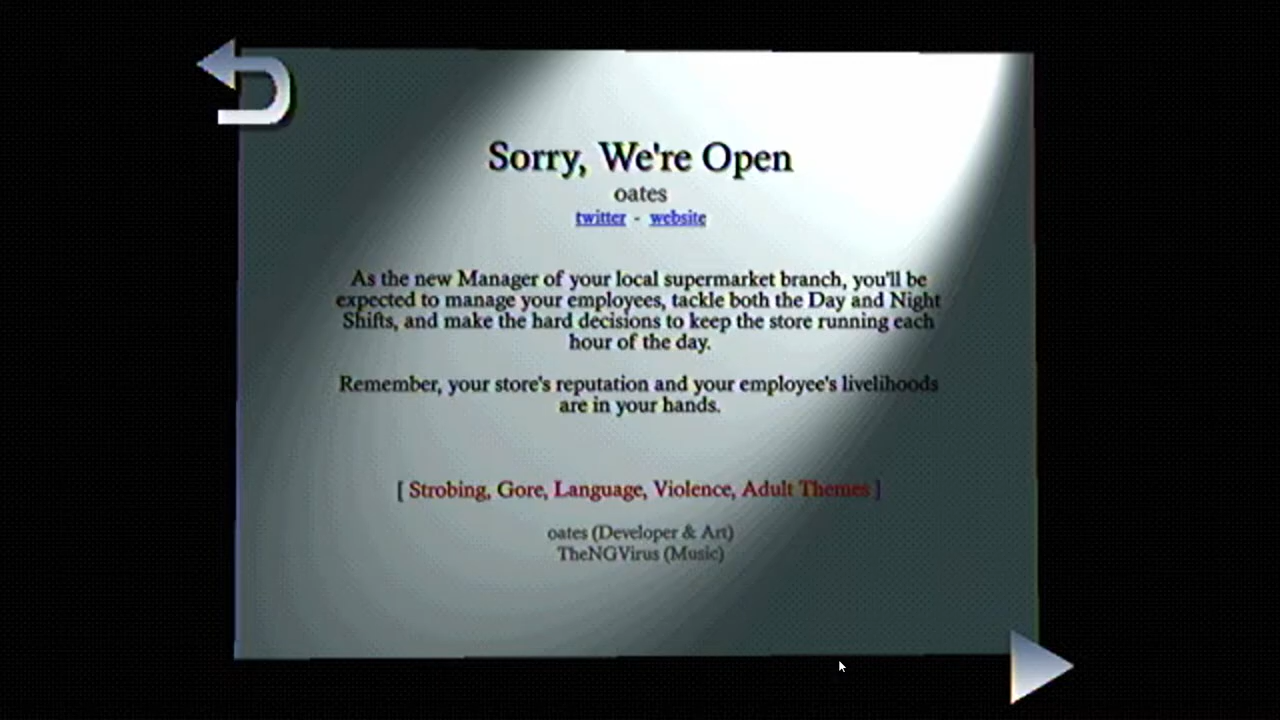 Sorry, We're Open
oates
twitter - website
As the new Manager of your local supermarket branch, you'll be
expected to manage your employees, tackle both the Day and Night
Shifts, and make the hard decisions to keep the store running each
hour of the day.
Remember, your store's reputation and your employee's livelihoods
are in your hands.
[ Strobing, Gore, Language, Violence, Adult Themes ]
oates (Developer & Art)
TheNGVirus (Music)